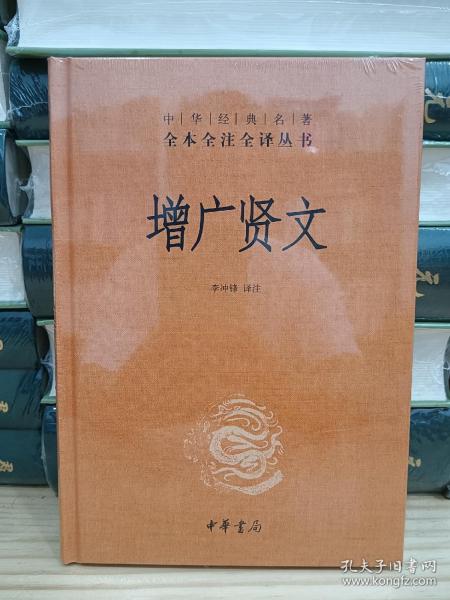 中华经典名著
全本全注全译丛书
增广贤文
李冲锋 译注
中華書局
孔夫子旧书网
www.kongfz.com